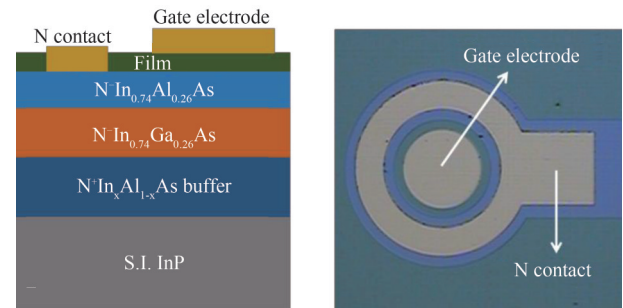 Gate electrode
N contact
Film
N⁻In₀.₇₄Al₀.₂₆As
N⁻In₀.₇₄Ga₀.₂₆As
N⁺InₓAl₁₋ₓAs buffer
S.I. InP
Gate electrode
N contact